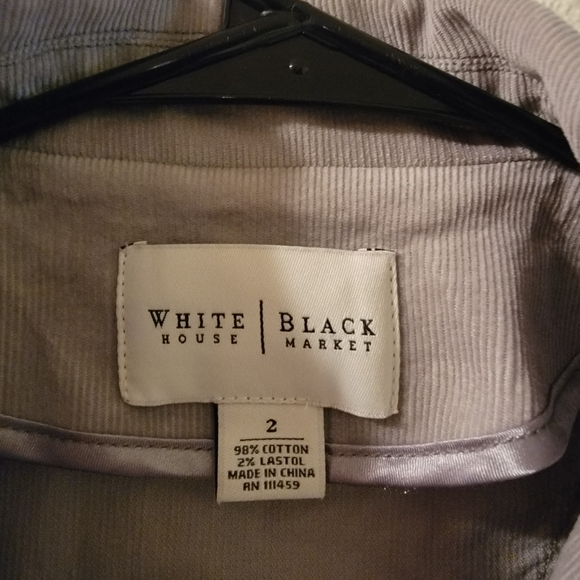 WHITE | BLACK
HOUSE MARKET
2
98% COTTON
2% LASTOL
MADE IN CHINA
RN 111459